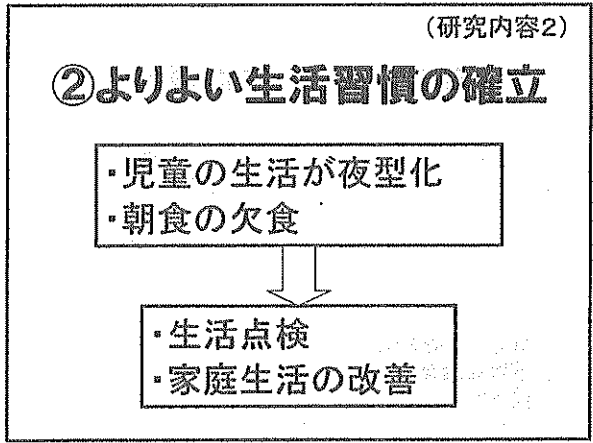 （研究内容２）
②よりよい生活習慣の確立
・児童の生活が夜型化
・朝食の欠食
・生活点検
・家庭生活の改善